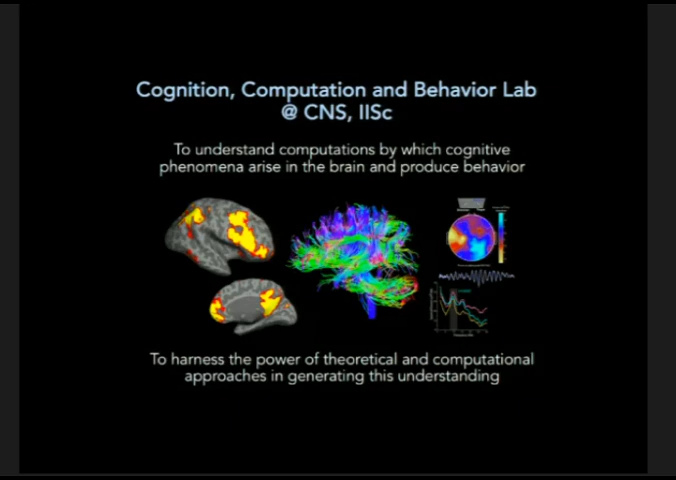 Cognition, Computation and Behavior Lab
@ CNS, IISc
To understand computations by which cognitive
phenomena arise in the brain and produce behavior
To harness the power of theoretical and computational
approaches in generating this understanding